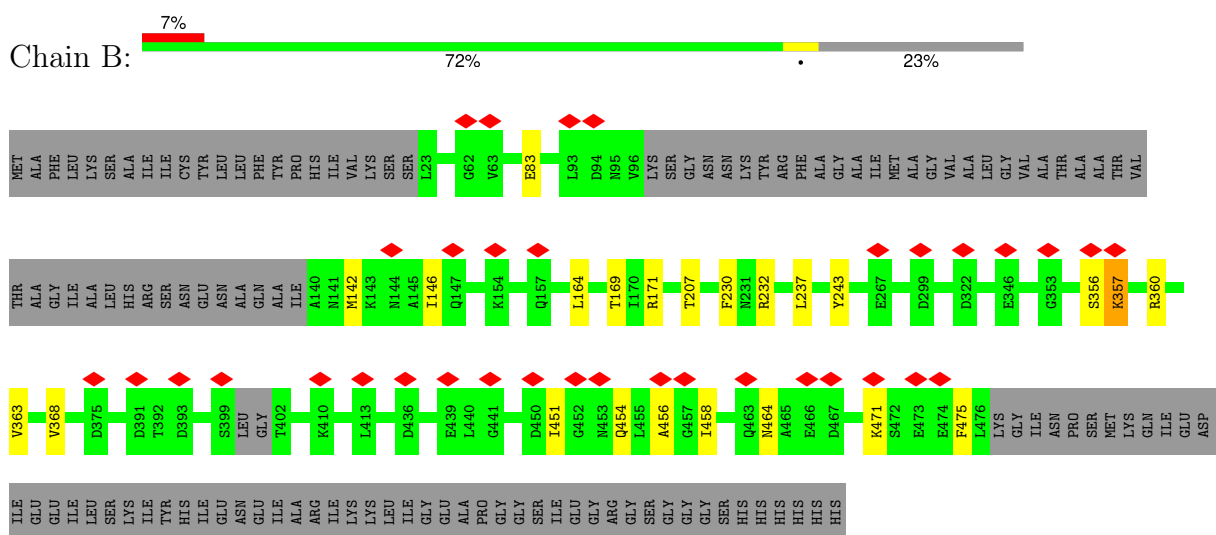 7%
Chain B:
72% • 23%
MET ALA PHE LEU LYS SER ALA ILE ILE CYS TYR LEU LEU PHE TYR PRO HIS ILE VAL LYS SER SER L23 G62 V63 E83 L93 D94 N95 V96 LYS SER GLY ASN ASN LYS TYR ARG PHE ALA GLY ALA ILE MET ALA GLY VAL ALA LEU GLY VAL ALA THR ALA ALA THR VAL
THR ALA GLY ILE ALA LEU HIS ARG SER ASN GLU ASN ALA GLN ALA ILE A140 N141 M142 K143 N144 A145 I146 Q147 K154 Q157 L164 T169 I170 R171 T207 F230 N231 R232 L237 Y243 E267 D299 D322 E346 G353 S356 K357 R360
V363 V368 D375 D391 T392 D393 S399 LEU GLY T402 K410 L413 D436 E439 L440 G441 D450 I451 G452 N453 Q454 L455 A456 G457 I458 Q463 N464 A465 E466 D467 K471 S472 E473 E474 F475 L476 LYS GLY ILE ASN PRO SER MET LYS GLN ILE GLU ASP
ILE GLU GLU ILE LEU SER LYS ILE TYR HIS ILE GLU ASN GLU ILE ALA ARG ILE LYS LYS LEU ILE GLY GLU ALA PRO GLY GLY SER ILE GLU GLY ARG GLY SER GLY GLY SER HIS HIS HIS HIS HIS HIS